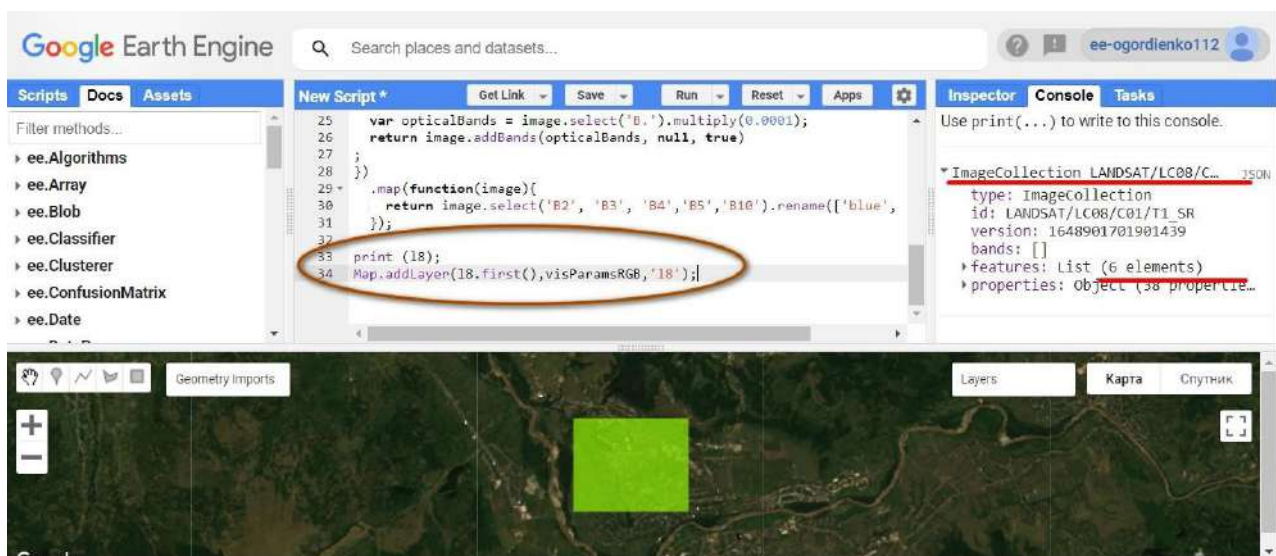 Google Earth Engine
Search places and datasets...
ee-ogordienko112
Scripts Docs Assets
Filter methods...
ee.Algorithms
ee.Array
ee.Blob
ee.Classifier
ee.Clusterer
ee.ConfusionMatrix
ee.Date
New Script *
Get Link Save Run Reset Apps
25 var opticalBands = image.select('B.').multiply(0.0001);
26 return image.addBands(opticalBands, null, true)
27 ;
28 })
29 .map(function(image){
30 return image.select('B2', 'B3', 'B4','B5','B10').rename(['blue',
31 });
32
33 print (l8);
34 Map.addLayer(l8.first(),visParamsRGB,'l8');
Inspector Console Tasks
Use print(...) to write to this console.
ImageCollection LANDSAT/LC08/C… JSON
type: ImageCollection
id: LANDSAT/LC08/C01/T1_SR
version: 1648901701901439
bands: []
features: List (6 elements)
properties: Object (38 propertie…
Geometry Imports
Layers
Карта Спутник